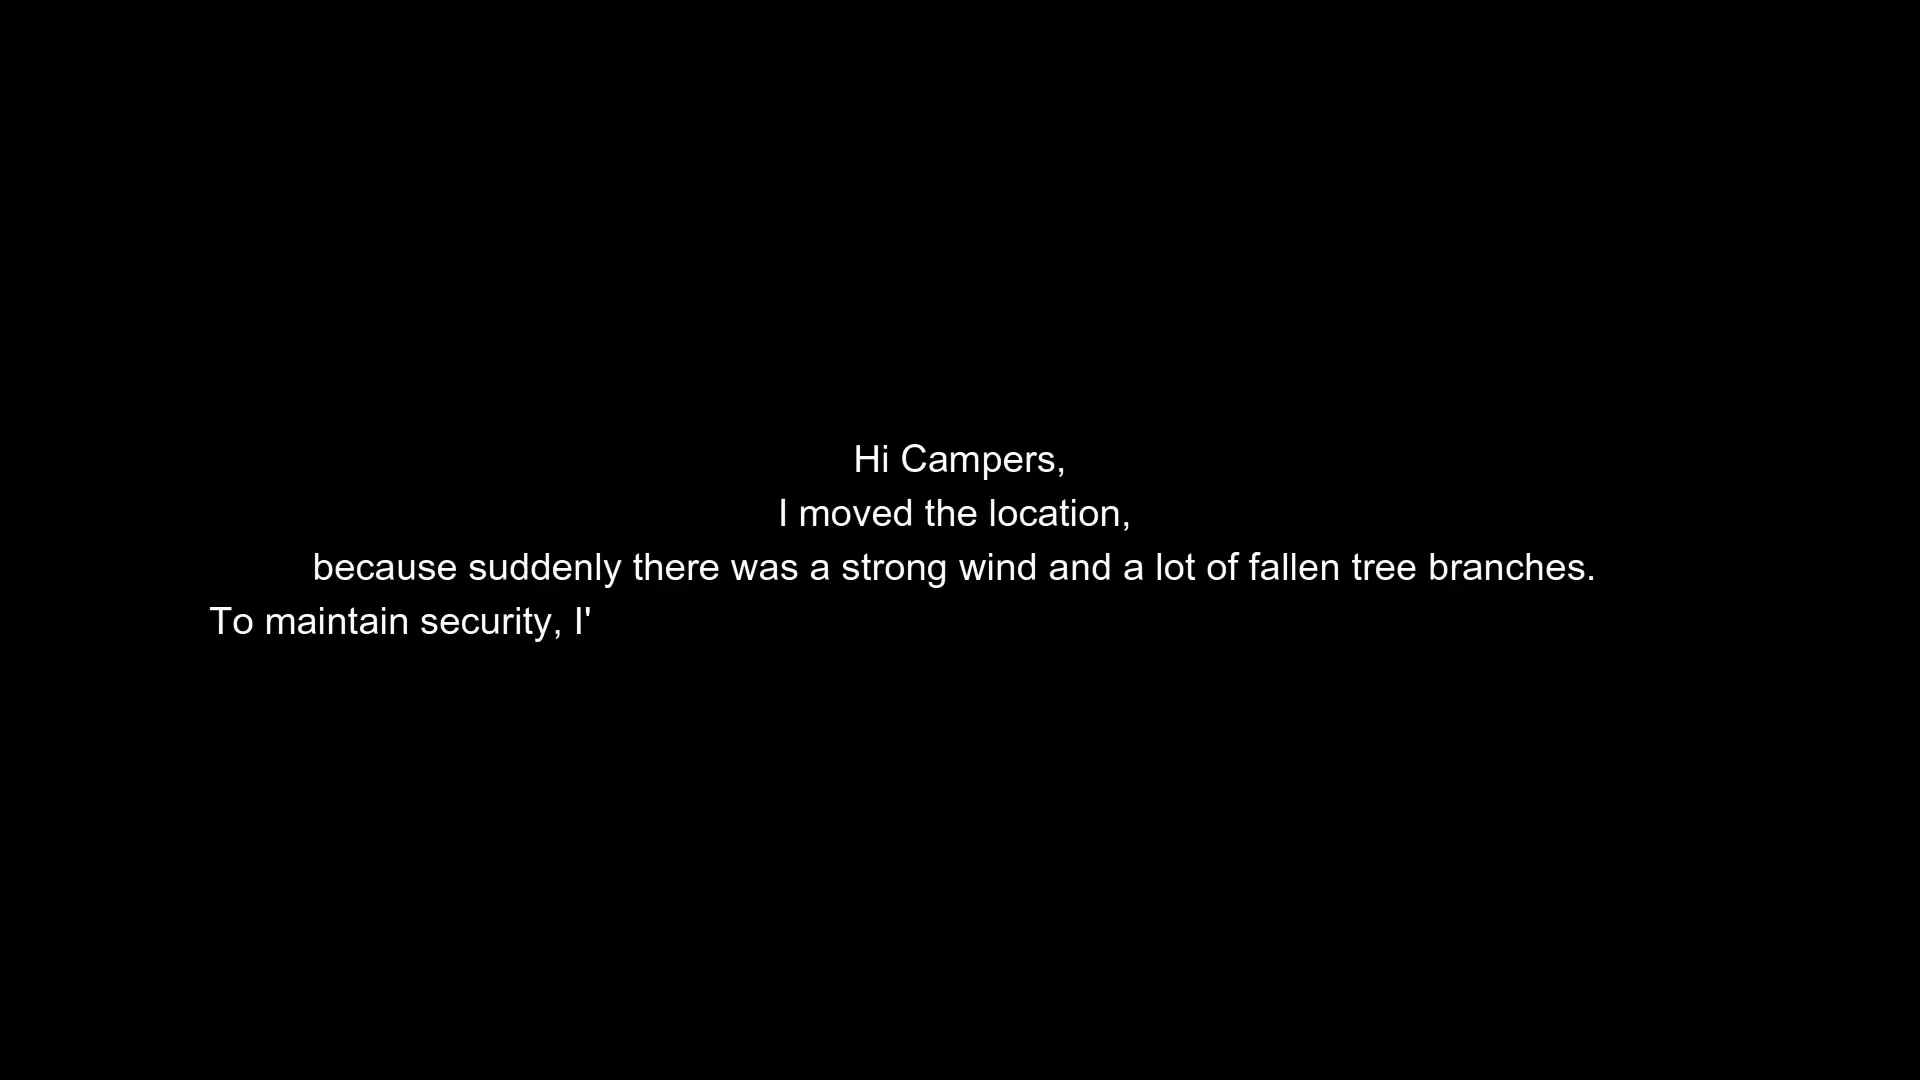 Hi Campers,
I moved the location,
because suddenly there was a strong wind and a lot of fallen tree branches.
To maintain security, I'